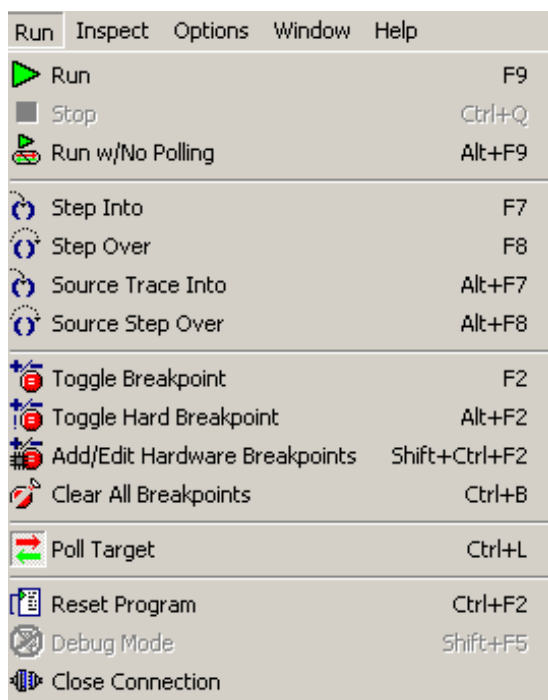 Run Inspect Options Window Help
Run F9
Stop Ctrl+Q
Run w/No Polling Alt+F9
Step Into F7
Step Over F8
Source Trace Into Alt+F7
Source Step Over Alt+F8
Toggle Breakpoint F2
Toggle Hard Breakpoint Alt+F2
Add/Edit Hardware Breakpoints Shift+Ctrl+F2
Clear All Breakpoints Ctrl+B
Poll Target Ctrl+L
Reset Program Ctrl+F2
Debug Mode Shift+F5
Close Connection